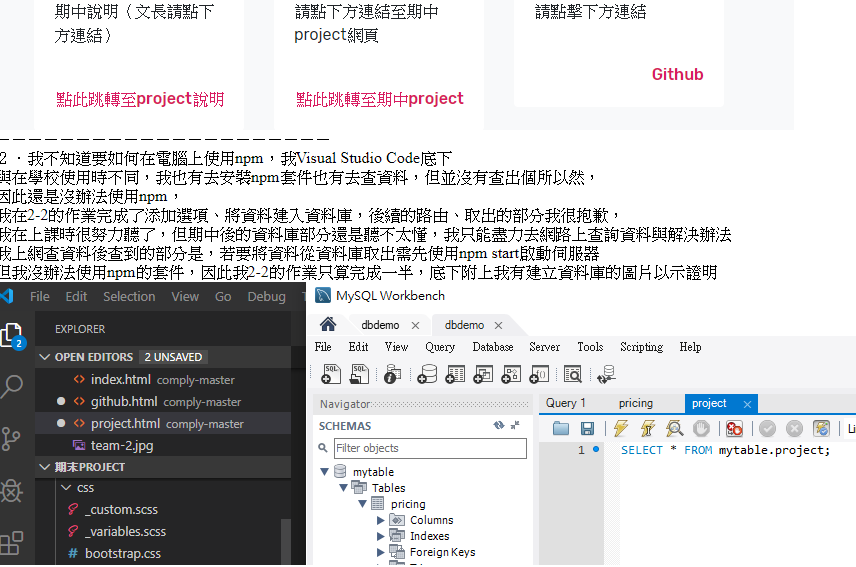 期中說明（文長請點下
方連結）
點此跳轉至project說明
請點下方連結至期中
project網頁
點此跳轉至期中project
請點擊下方連結
Github
－－－－－－－－－－－－－－－－－－－－－
２．我不知道要如何在電腦上使用npm，我Visual Studio Code底下
與在學校使用時不同，我也有去安裝npm套件也有去查資料，但並沒有查出個所以然，
因此還是沒辦法使用npm，
我在2-2的作業完成了添加選項、將資料建入資料庫，後續的路由、取出的部分我很抱歉，
我在上課時很努力聽了，但期中後的資料庫部分還是聽不太懂，我只能盡力去網路上查詢資料與解決辦法
我上網查資料後查到的部分是，若要將資料從資料庫取出需先使用npm start啟動伺服器
但我沒辦法使用npm的套件，因此我2-2的作業只算完成一半，底下附上我有建立資料庫的圖片以示證明
File Edit Selection View Go Debug
2
EXPLORER
OPEN EDITORS 2 UNSAVED
index.html comply-master
github.html comply-master
project.html comply-master
team-2.jpg
期末PROJECT
css
_custom.scss
_variables.scss
# bootstrap.css
MySQL Workbench
dbdemo × dbdemo ×
File Edit View Query Database Server Tools Scripting Help
Navigator
SCHEMAS
Filter objects
mytable
Tables
pricing
Columns
Indexes
Foreign Keys
Query 1 pricing project ×
1 SELECT * FROM mytable.project;